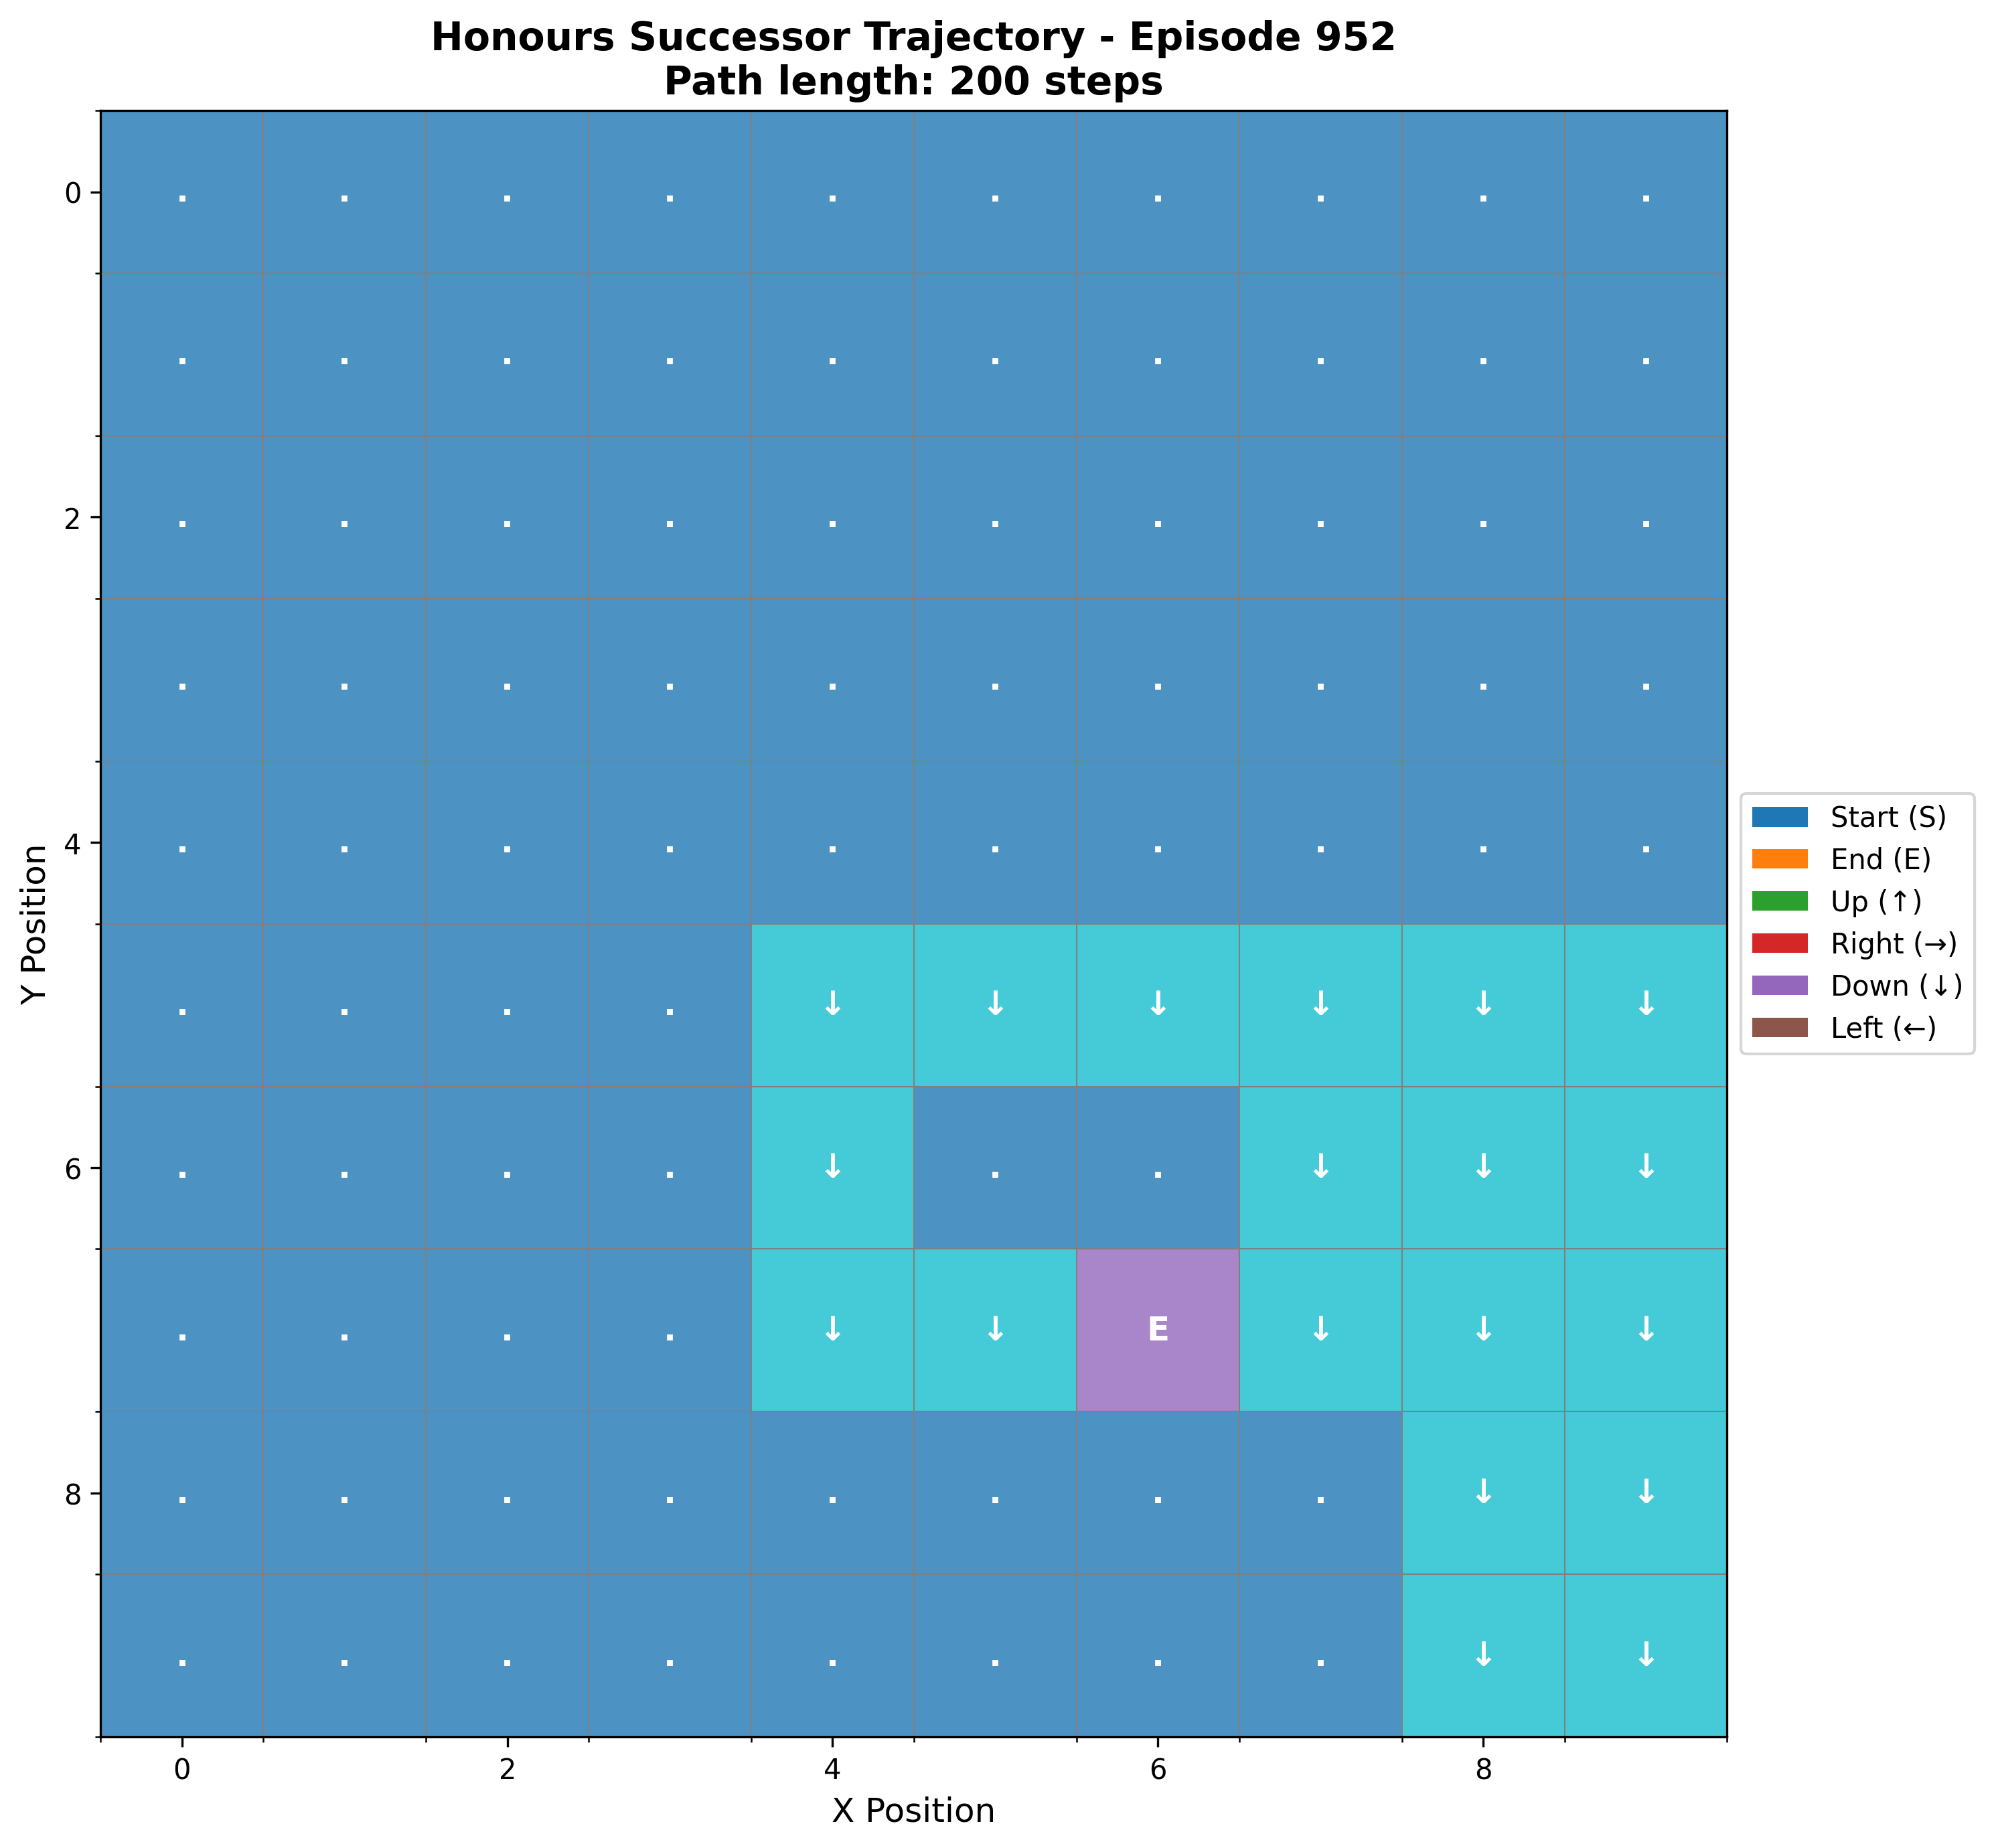 Honours Successor Trajectory - Episode 952
Path length: 200 steps
0
. . . . . . . . . .
. . . . . . . . . .
2
. . . . . . . . . .
. . . . . . . . . .
4
. . . . . . . . . .
. . . . ↓ ↓ ↓ ↓ ↓ ↓
6
. . . . ↓ . . ↓ ↓ ↓
. . . . ↓ ↓ E ↓ ↓ ↓
8
. . . . . . . . ↓ ↓
. . . . . . . . ↓ ↓
Y Position
0 2 4 6 8
X Position
Start (S)
End (E)
Up (↑)
Right (→)
Down (↓)
Left (←)